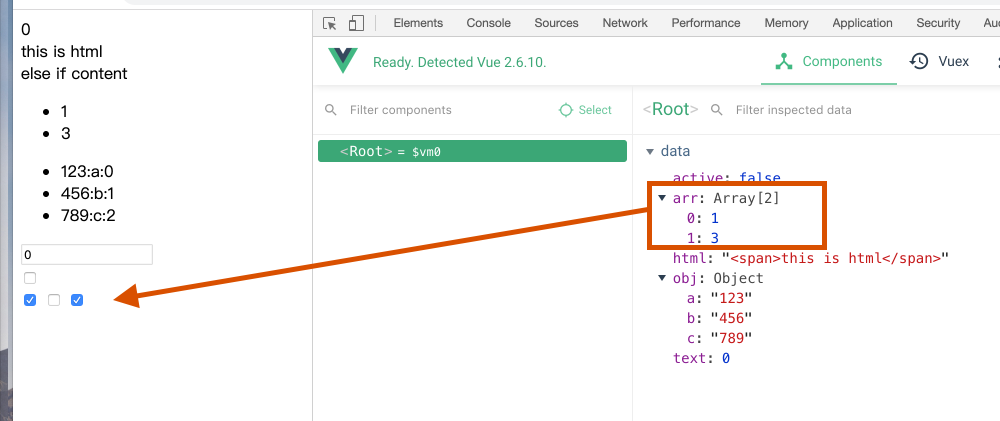 0
this is html
else if content
1
3
123:a:0
456:b:1
789:c:2
0
Elements Console Sources Network Performance Memory Application Security Au
Ready. Detected Vue 2.6.10.
Components Vuex
Filter components Select
<Root> = $vm0
<Root> Filter inspected data
data
active: false
arr: Array[2]
0: 1
1: 3
html: "<span>this is html</span>"
obj: Object
a: "123"
b: "456"
c: "789"
text: 0